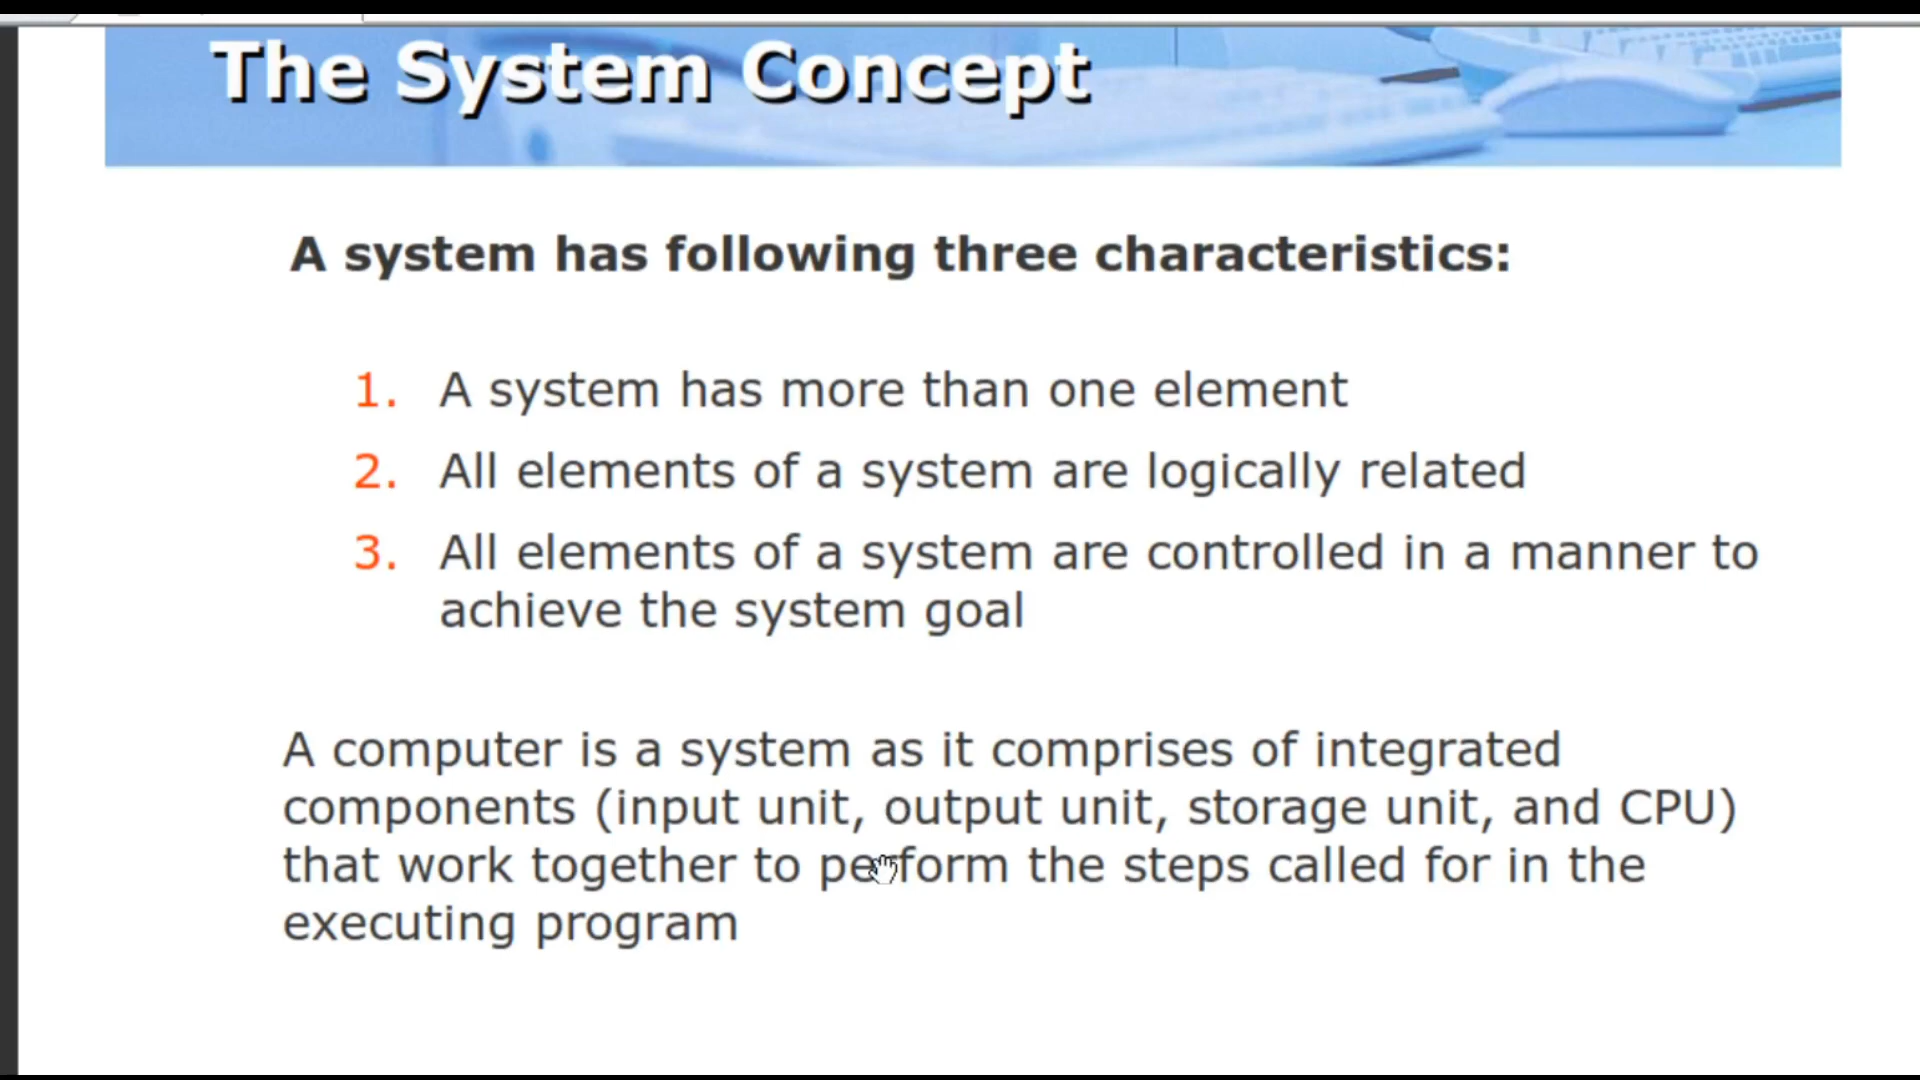 The System Concept
A system has following three characteristics:
1. A system has more than one element
2. All elements of a system are logically related
3. All elements of a system are controlled in a manner to
achieve the system goal
A computer is a system as it comprises of integrated
components (input unit, output unit, storage unit, and CPU)
that work together to perform the steps called for in the
executing program